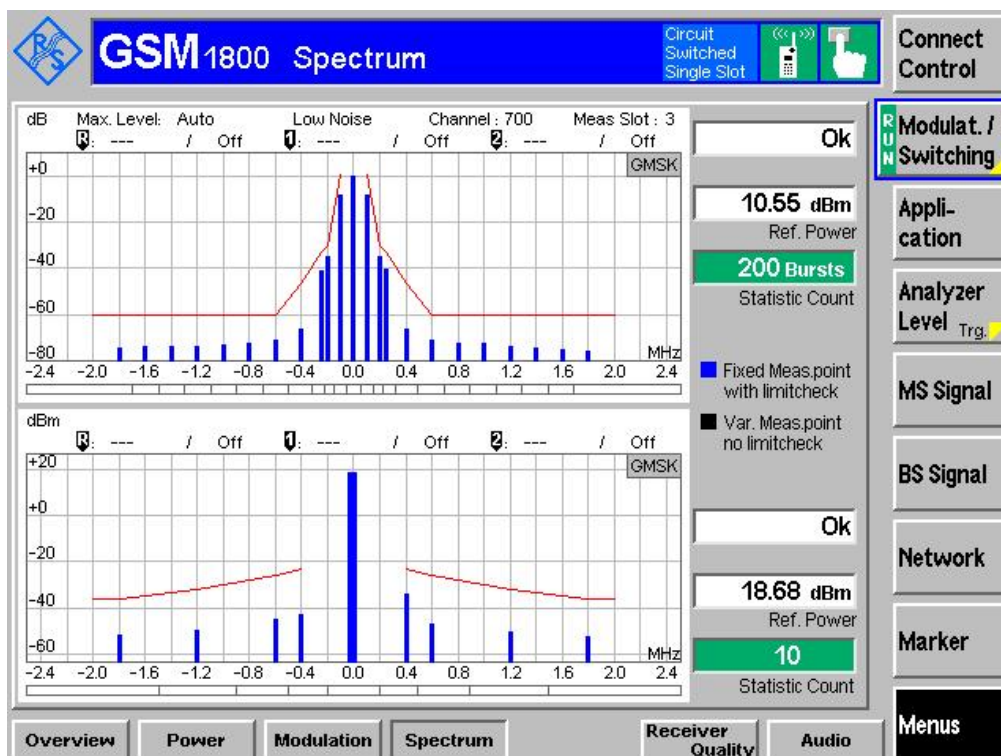 R&S
GSM 1800 Spectrum
Circuit
Switched
Single Slot
Connect
Control
dB Max. Level: Auto Low Noise Channel : 700 Meas Slot : 3
R: --- / Off 1: --- / Off 2: --- / Off
GMSK
+0
-20
-40
-60
-80
MHz
-2.4 -2.0 -1.6 -1.2 -0.8 -0.4 0.0 0.4 0.8 1.2 1.6 2.0 2.4
Ok
10.55 dBm
Ref. Power
200 Bursts
Statistic Count
Fixed Meas.point
with limitcheck
Var. Meas.point
no limitcheck
dBm
R: --- / Off 1: --- / Off 2: --- / Off
GMSK
+20
+0
-20
-40
-60
MHz
-2.4 -2.0 -1.6 -1.2 -0.8 -0.4 0.0 0.4 0.8 1.2 1.6 2.0 2.4
Ok
18.68 dBm
Ref. Power
10
Statistic Count
RUN
Modulat. /
Switching
Appli-
cation
Analyzer
Level Trg.
MS Signal
BS Signal
Network
Marker
Menus
Overview Power Modulation Spectrum Receiver
Quality Audio